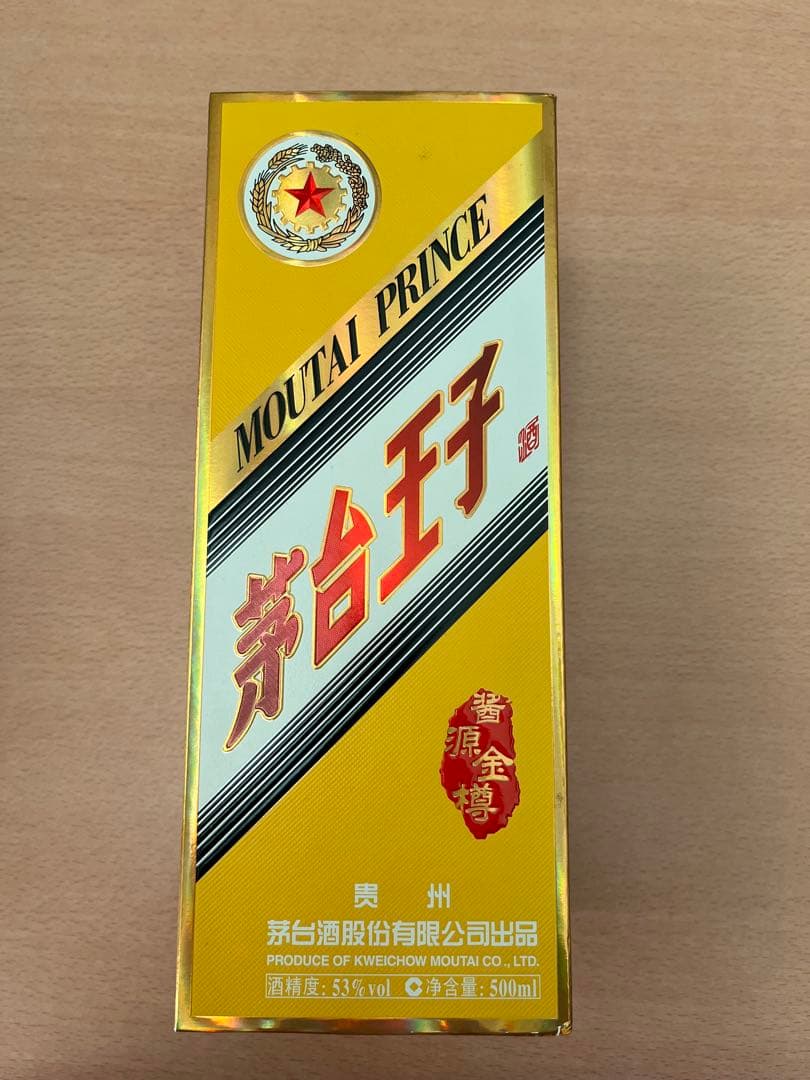 MOUTAI PRINCE
茅台王子
酒
酱源金樽
贵州
茅台酒股份有限公司出品
PRODUCE OF KWEICHOW MOUTAI CO., LTD.
酒精度: 53%vol 净含量: 500ml